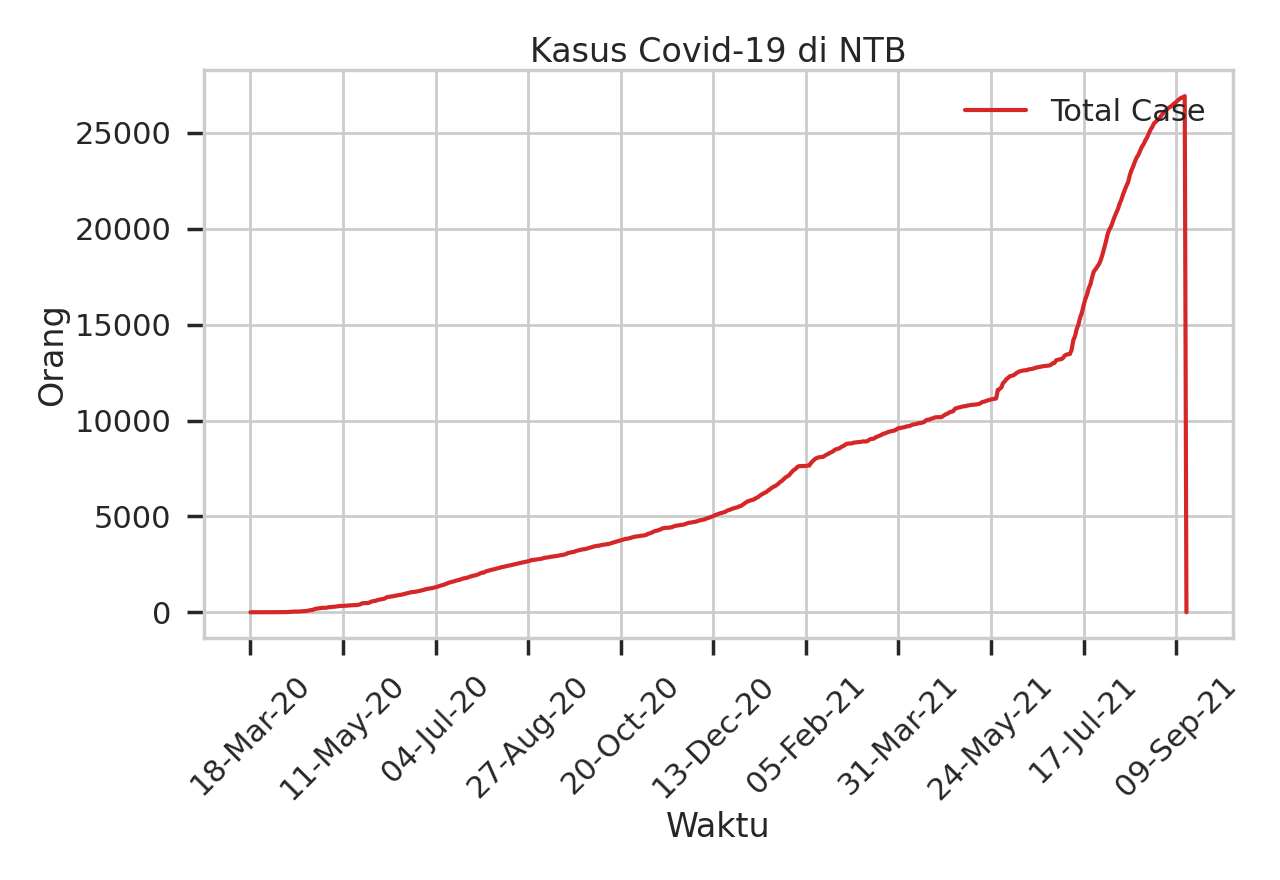 Kasus Covid-19 di NTB
Total Case
25000
20000
15000
10000
5000
0
Orang
18-Mar-20
11-May-20
04-Jul-20
27-Aug-20
20-Oct-20
13-Dec-20
05-Feb-21
31-Mar-21
24-May-21
17-Jul-21
09-Sep-21
Waktu